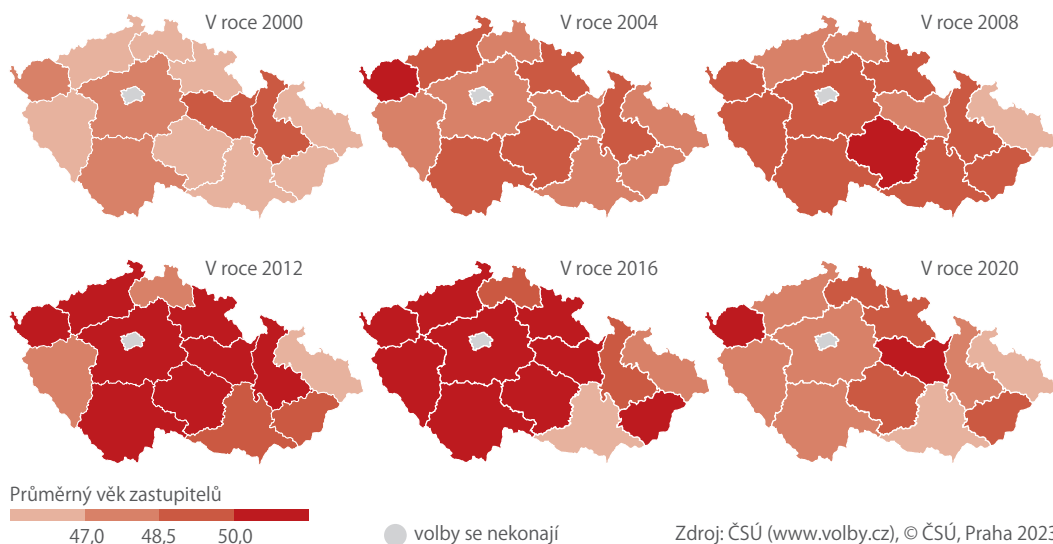 V roce 2000
V roce 2004
V roce 2008
V roce 2012
V roce 2016
V roce 2020
Průměrný věk zastupitelů
47,0 48,5 50,0
volby se nekonají
Zdroj: ČSÚ (www.volby.cz), © ČSÚ, Praha 2023